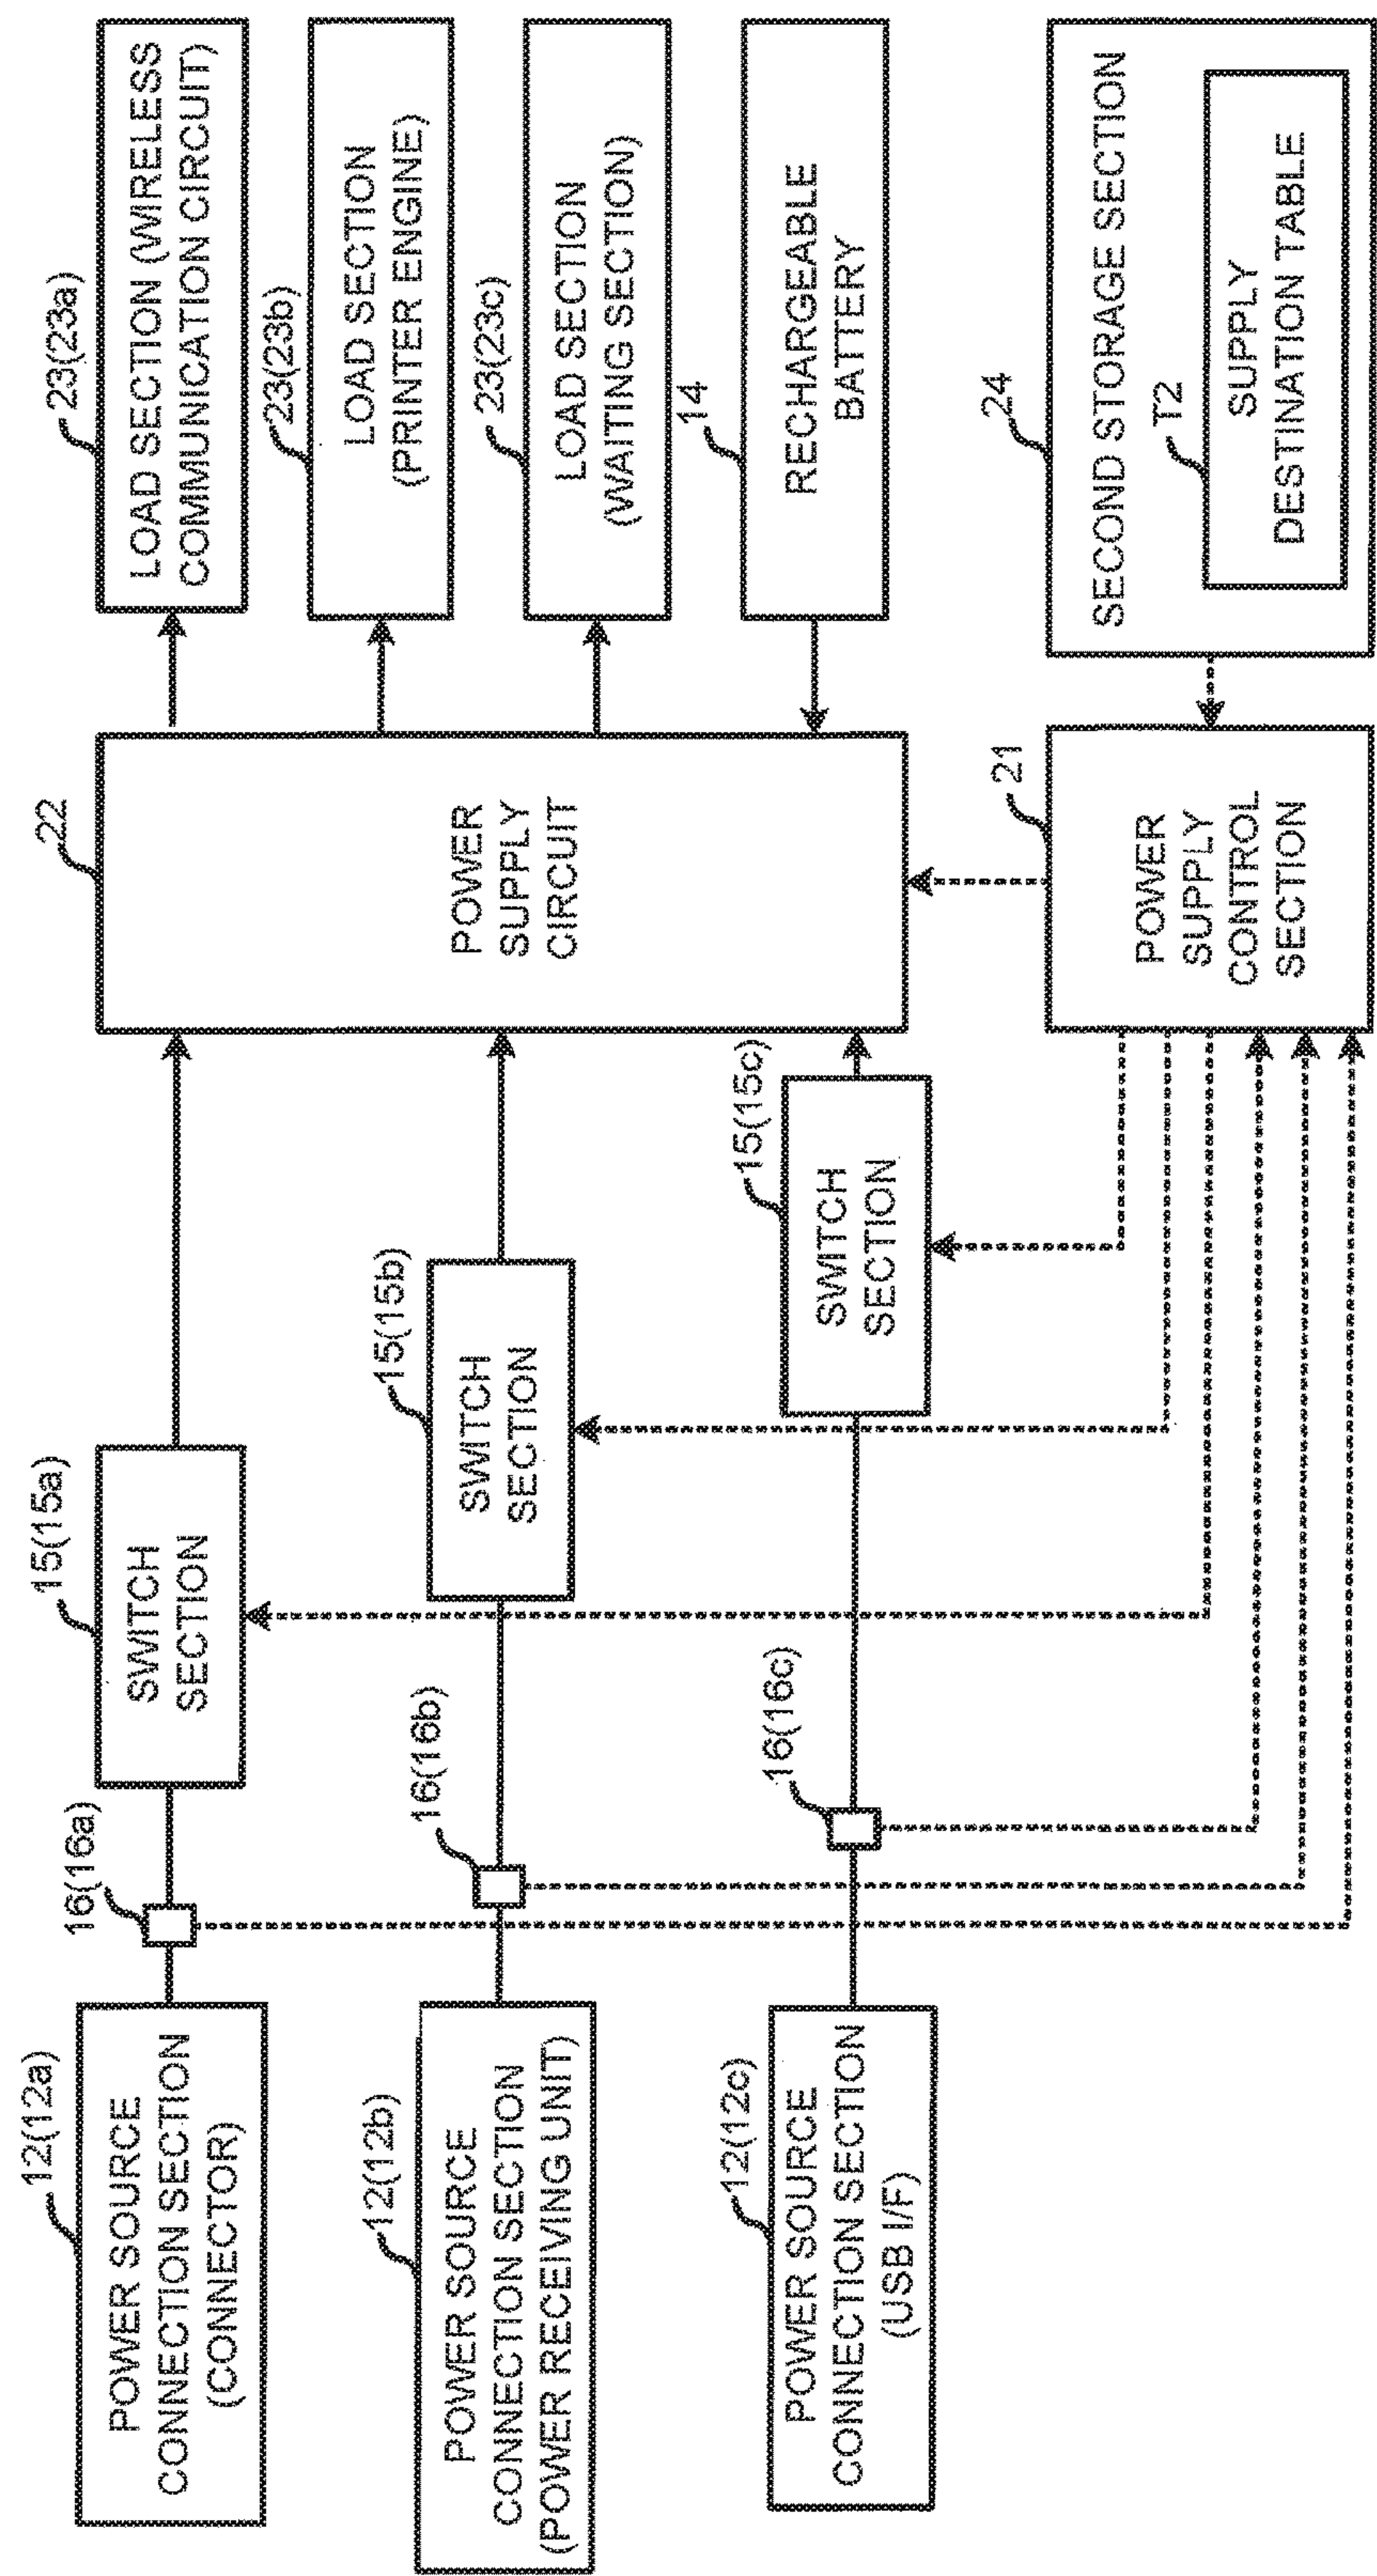 12(12a)
POWER SOURCE
CONNECTION SECTION
(CONNECTOR)
16(16a)
15(15a)
SWITCH
SECTION
12(12b)
POWER SOURCE
CONNECTION SECTION
(POWER RECEIVING UNIT)
16(16b)
15(15b)
SWITCH
SECTION
12(12c)
POWER SOURCE
CONNECTION SECTION
(USB I/F)
16(16c)
15(15c)
SWITCH
SECTION
22
POWER
SUPPLY
CIRCUIT
21
POWER
SUPPLY
CONTROL
SECTION
23(23a)
LOAD SECTION (WIRELESS
COMMUNICATION CIRCUIT)
23(23b)
LOAD SECTION
(PRINTER ENGINE)
23(23c)
LOAD SECTION
(WAITING SECTION)
14
RECHARGEABLE
BATTERY
24
SECOND STORAGE SECTION
T2
SUPPLY
DESTINATION TABLE